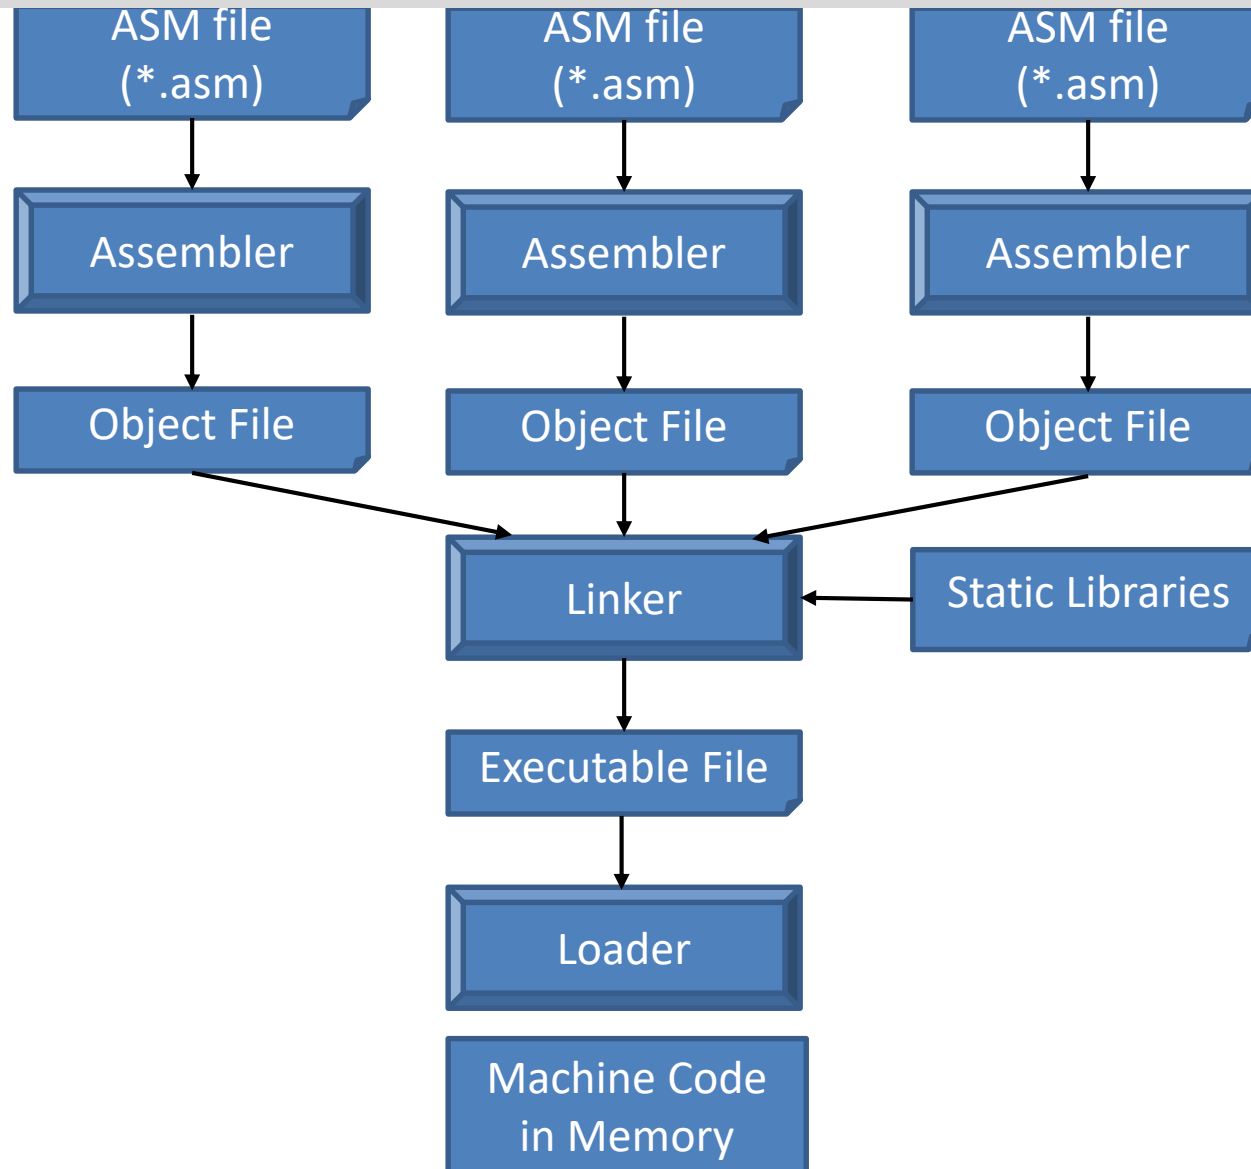 ASM file
(*.asm)
ASM file
(*.asm)
ASM file
(*.asm)
Assembler
Assembler
Assembler
Object File
Object File
Object File
Linker
Static Libraries
Executable File
Loader
Machine Code
in Memory